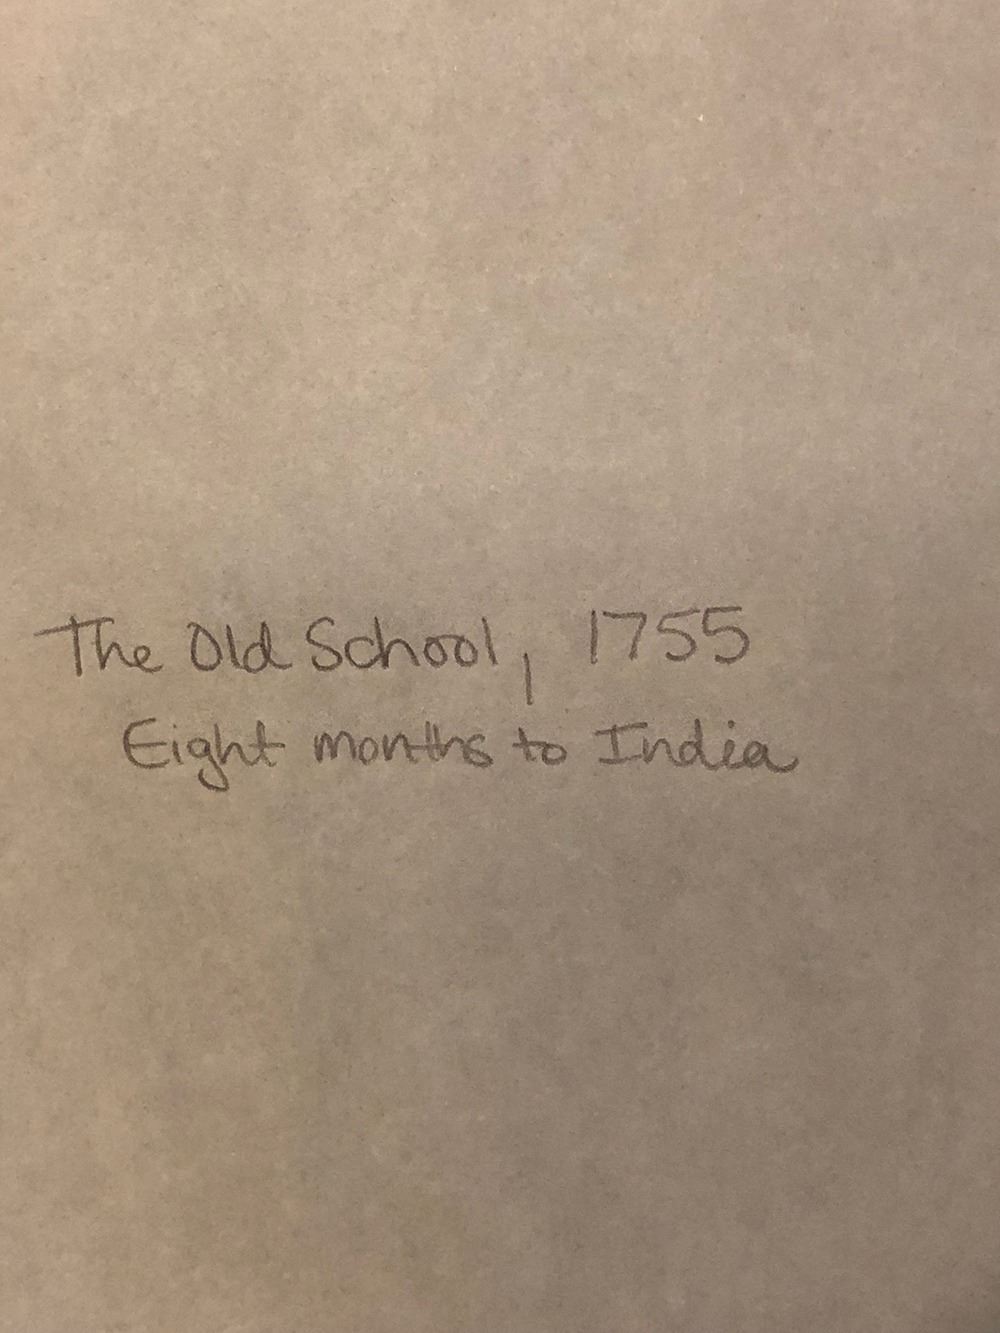 The Old School, 1755
Eight months to India